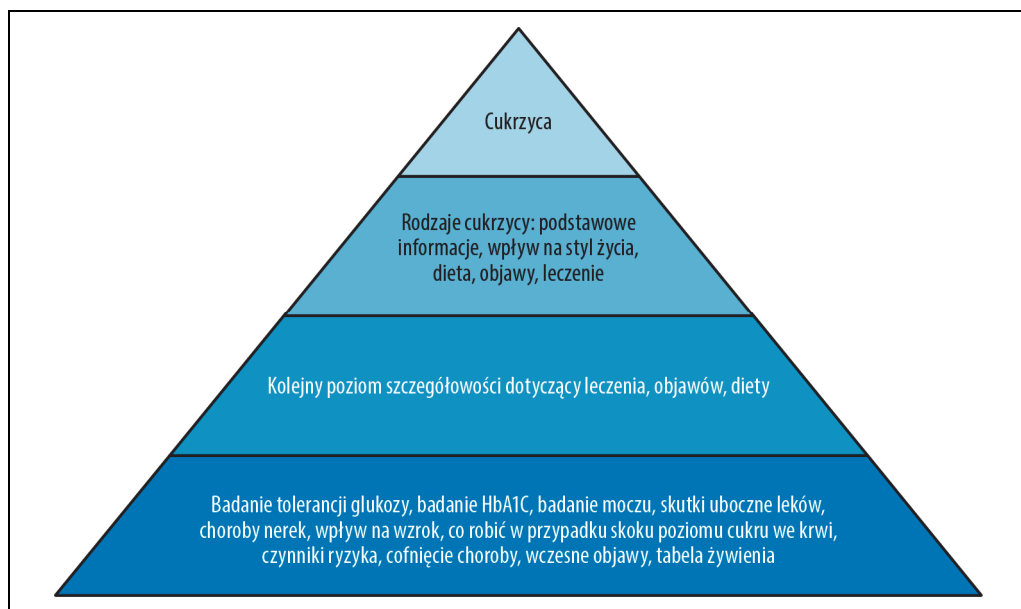 Cukrzyca
Rodzaje cukrzycy: podstawowe
informacje, wpływ na styl życia,
dieta, objawy, leczenie
Kolejny poziom szczegółowości dotyczący leczenia, objawów, diety
Badanie tolerancji glukozy, badanie HbA1C, badanie moczu, skutki uboczne leków,
choroby nerek, wpływ na wzrok, co robić w przypadku skoku poziomu cukru we krwi,
czynniki ryzyka, cofnięcie choroby, wczesne objawy, tabela żywienia